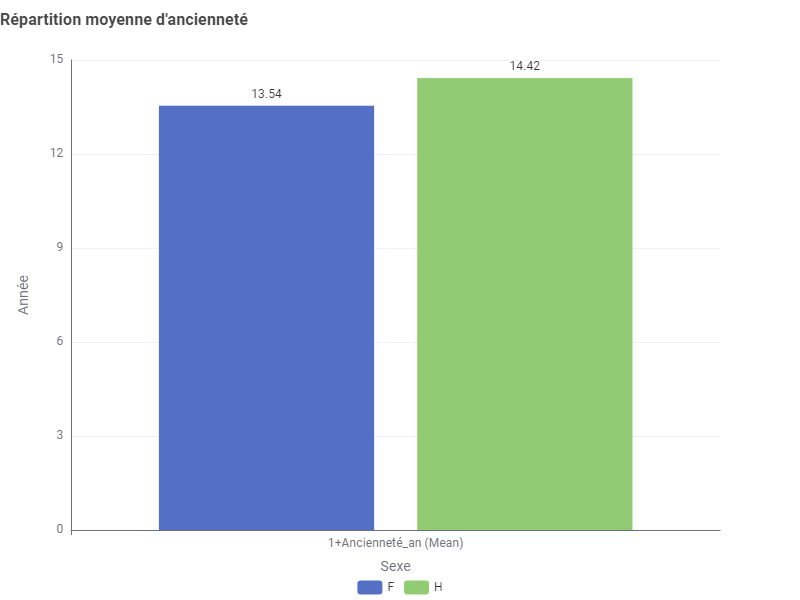 Répartition moyenne d'ancienneté
15
14.42
13.54
12
9
Année
6
3
0
1+Ancienneté_an (Mean)
Sexe
F H